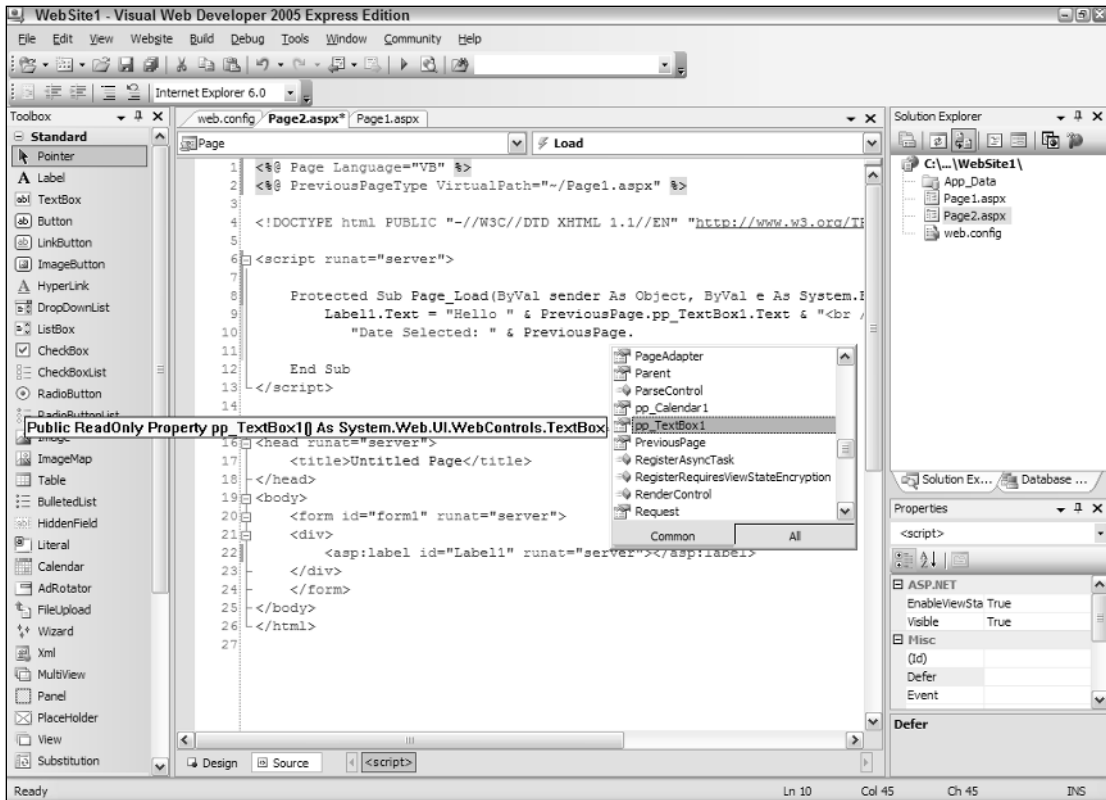 WebSite1 - Visual Web Developer 2005 Express Edition
File Edit View Website Build Debug Tools Window Community Help
Internet Explorer 6.0
Toolbox
Standard
Pointer
Label
TextBox
Button
LinkButton
ImageButton
HyperLink
DropDownList
ListBox
CheckBox
CheckBoxList
RadioButton
RadioButtonList
Image
ImageMap
Table
BulletedList
HiddenField
Literal
Calendar
AdRotator
FileUpload
Wizard
Xml
MultiView
Panel
PlaceHolder
View
Substitution
web.config Page2.aspx* Page1.aspx
Page Load
1 <%@ Page Language="VB" %>
2 <%@ PreviousPageType VirtualPath="~/Page1.aspx" %>
3
4 <!DOCTYPE html PUBLIC "-//W3C//DTD XHTML 1.1//EN" "http://www.w3.org/TR
5
6 <script runat="server">
7
8 Protected Sub Page_Load(ByVal sender As Object, ByVal e As System.E
9 Label1.Text = "Hello " & PreviousPage.pp_TextBox1.Text & "<br /
10 "Date Selected: " & PreviousPage.
11
12 End Sub
13 </script>
14
Public ReadOnly Property pp_TextBox1() As System.Web.UI.WebControls.TextBox
16 <head runat="server">
17 <title>Untitled Page</title>
18 </head>
19 <body>
20 <form id="form1" runat="server">
21 <div>
22 <asp:label id="Label1" runat="server"></asp:label>
23 </div>
24 </form>
25 </body>
26 </html>
27
PageAdapter
Parent
ParseControl
pp_Calendar1
pp_TextBox1
PreviousPage
RegisterAsyncTask
RegisterRequiresViewStateEncryption
RenderControl
Request
Common All
Design Source <script>
Solution Explorer
C:\...\WebSite1\
App_Data
Page1.aspx
Page2.aspx
web.config
Solution Ex... Database ...
Properties
<script>
ASP.NET
EnableViewSta True
Visible True
Misc
(Id)
Defer
Event
Defer
Ready Ln 10 Col 45 Ch 45 INS